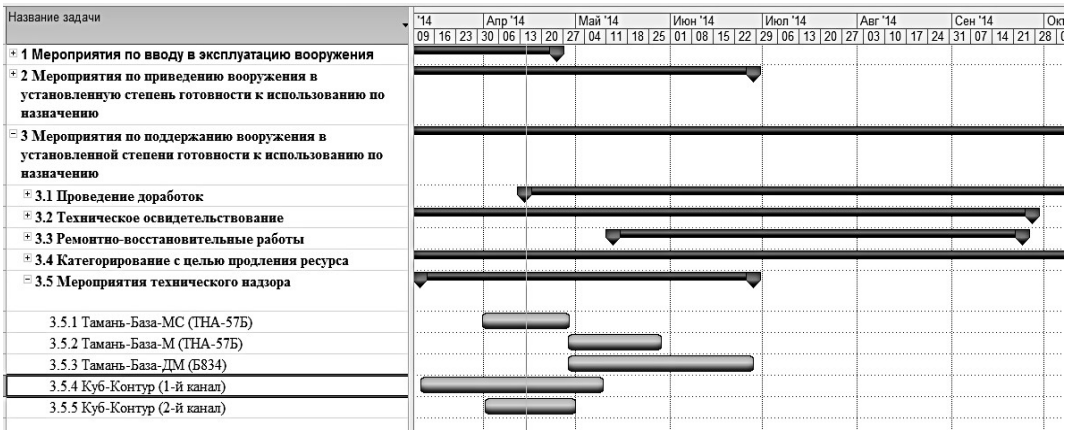 Название задачи
'14 Апр '14 Май '14 Июн '14 Июл '14 Авг '14 Сен '14 Окт
09 16 23 30 06 13 20 27 04 11 18 25 01 08 15 22 29 06 13 20 27 03 10 17 24 31 07 14 21 28
1 Мероприятия по вводу в эксплуатацию вооружения
2 Мероприятия по приведению вооружения в
установленную степень готовности к использованию по
назначению
3 Мероприятия по поддержанию вооружения в
установленной степени готовности к использованию по
назначению
3.1 Проведение доработок
3.2 Техническое освидетельствование
3.3 Ремонтно-восстановительные работы
3.4 Категорирование с целью продления ресурса
3.5 Мероприятия технического надзора
3.5.1 Тамань-База-МС (ТНА-57Б)
3.5.2 Тамань-База-М (ТНА-57Б)
3.5.3 Тамань-База-ДМ (Б834)
3.5.4 Куб-Контур (1-й канал)
3.5.5 Куб-Контур (2-й канал)